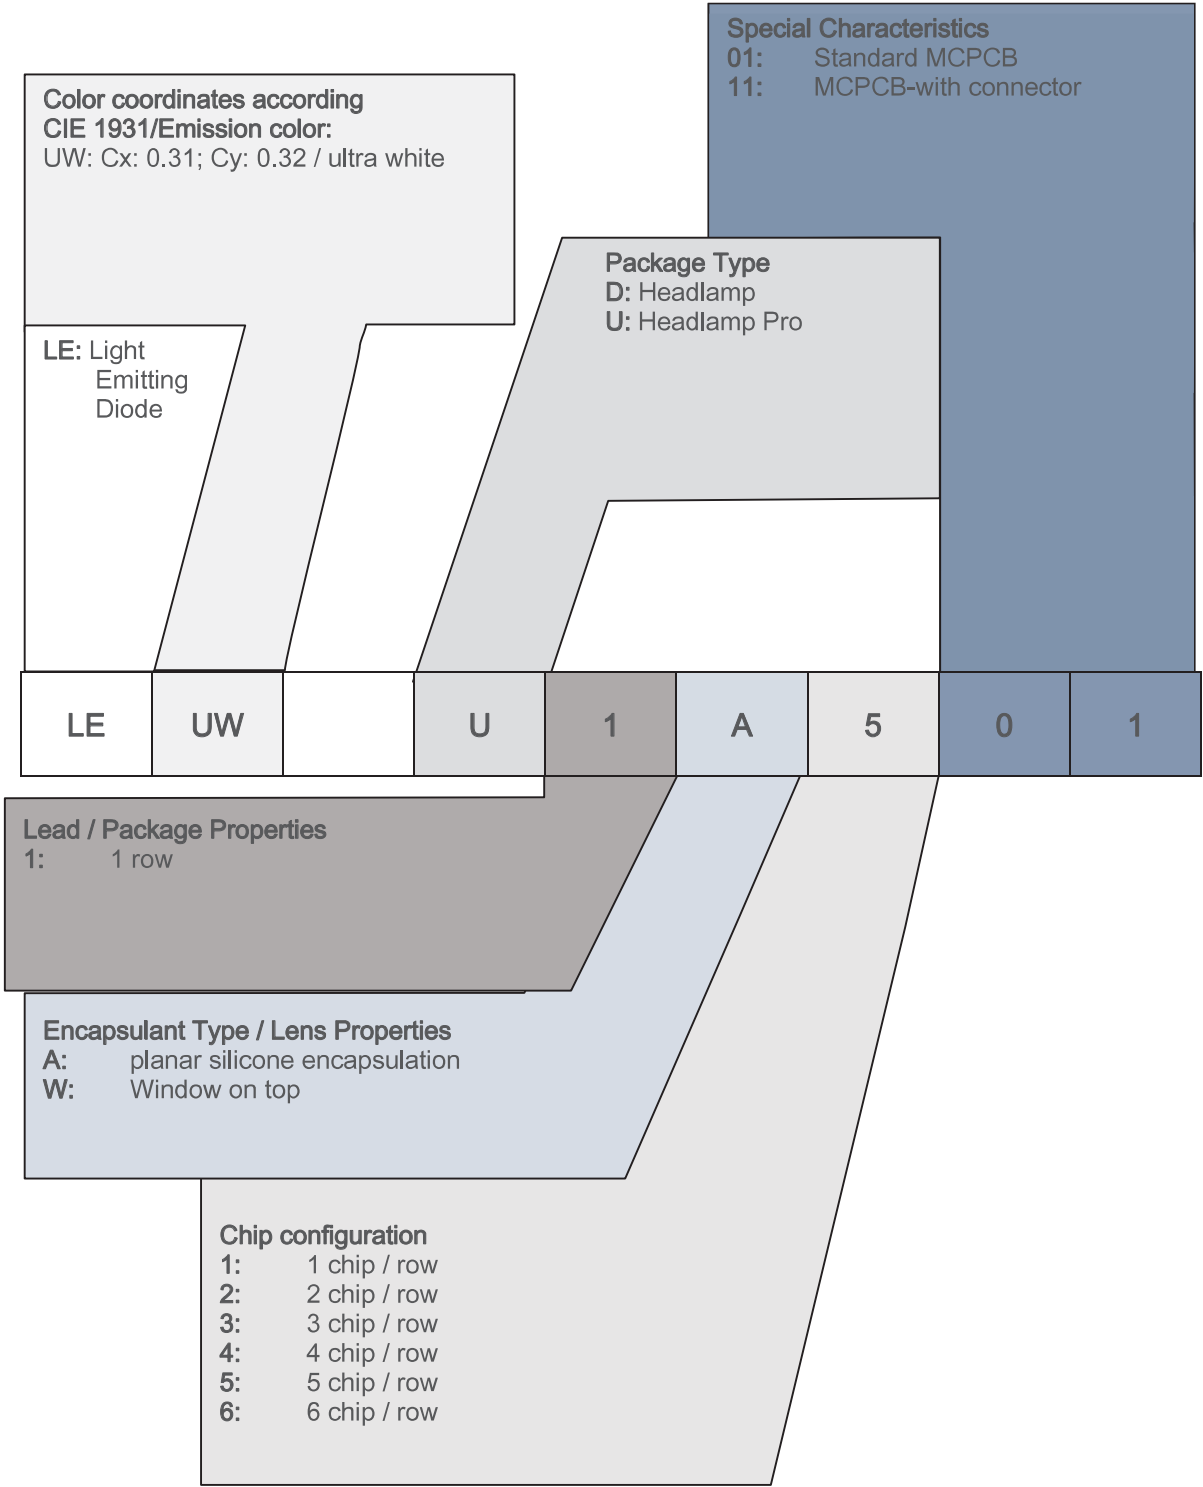 Special Characteristics
01: Standard MCPCB
11: MCPCB-with connector
Color coordinates according
CIE 1931/Emission color:
UW: Cx: 0.31; Cy: 0.32 / ultra white
Package Type
D: Headlamp
U: Headlamp Pro
LE: Light
Emitting
Diode
LE UW U 1 A 5 0 1
Lead / Package Properties
1: 1 row
Encapsulant Type / Lens Properties
A: planar silicone encapsulation
W: Window on top
Chip configuration
1: 1 chip / row
2: 2 chip / row
3: 3 chip / row
4: 4 chip / row
5: 5 chip / row
6: 6 chip / row